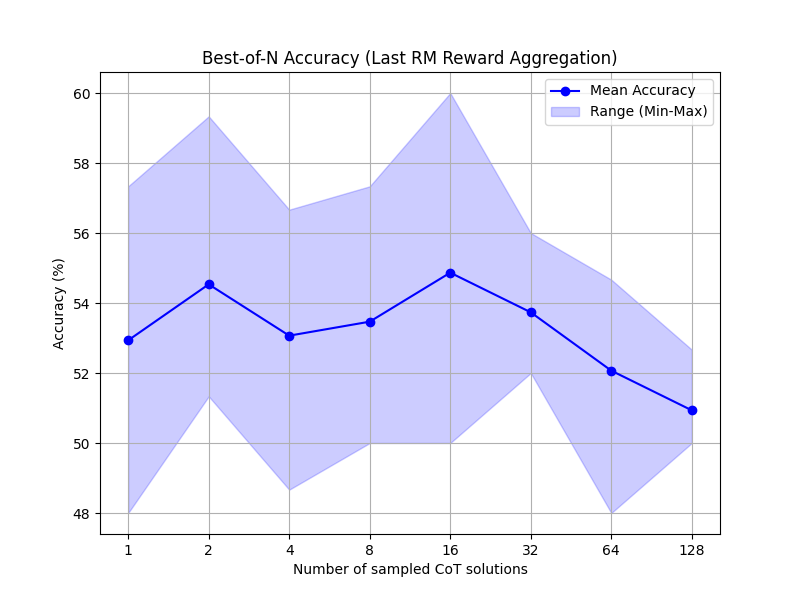 Best-of-N Accuracy (Last RM Reward Aggregation)
Mean Accuracy
Range (Min-Max)
Accuracy (%)
60
58
56
54
52
50
48
1 2 4 8 16 32 64 128
Number of sampled CoT solutions